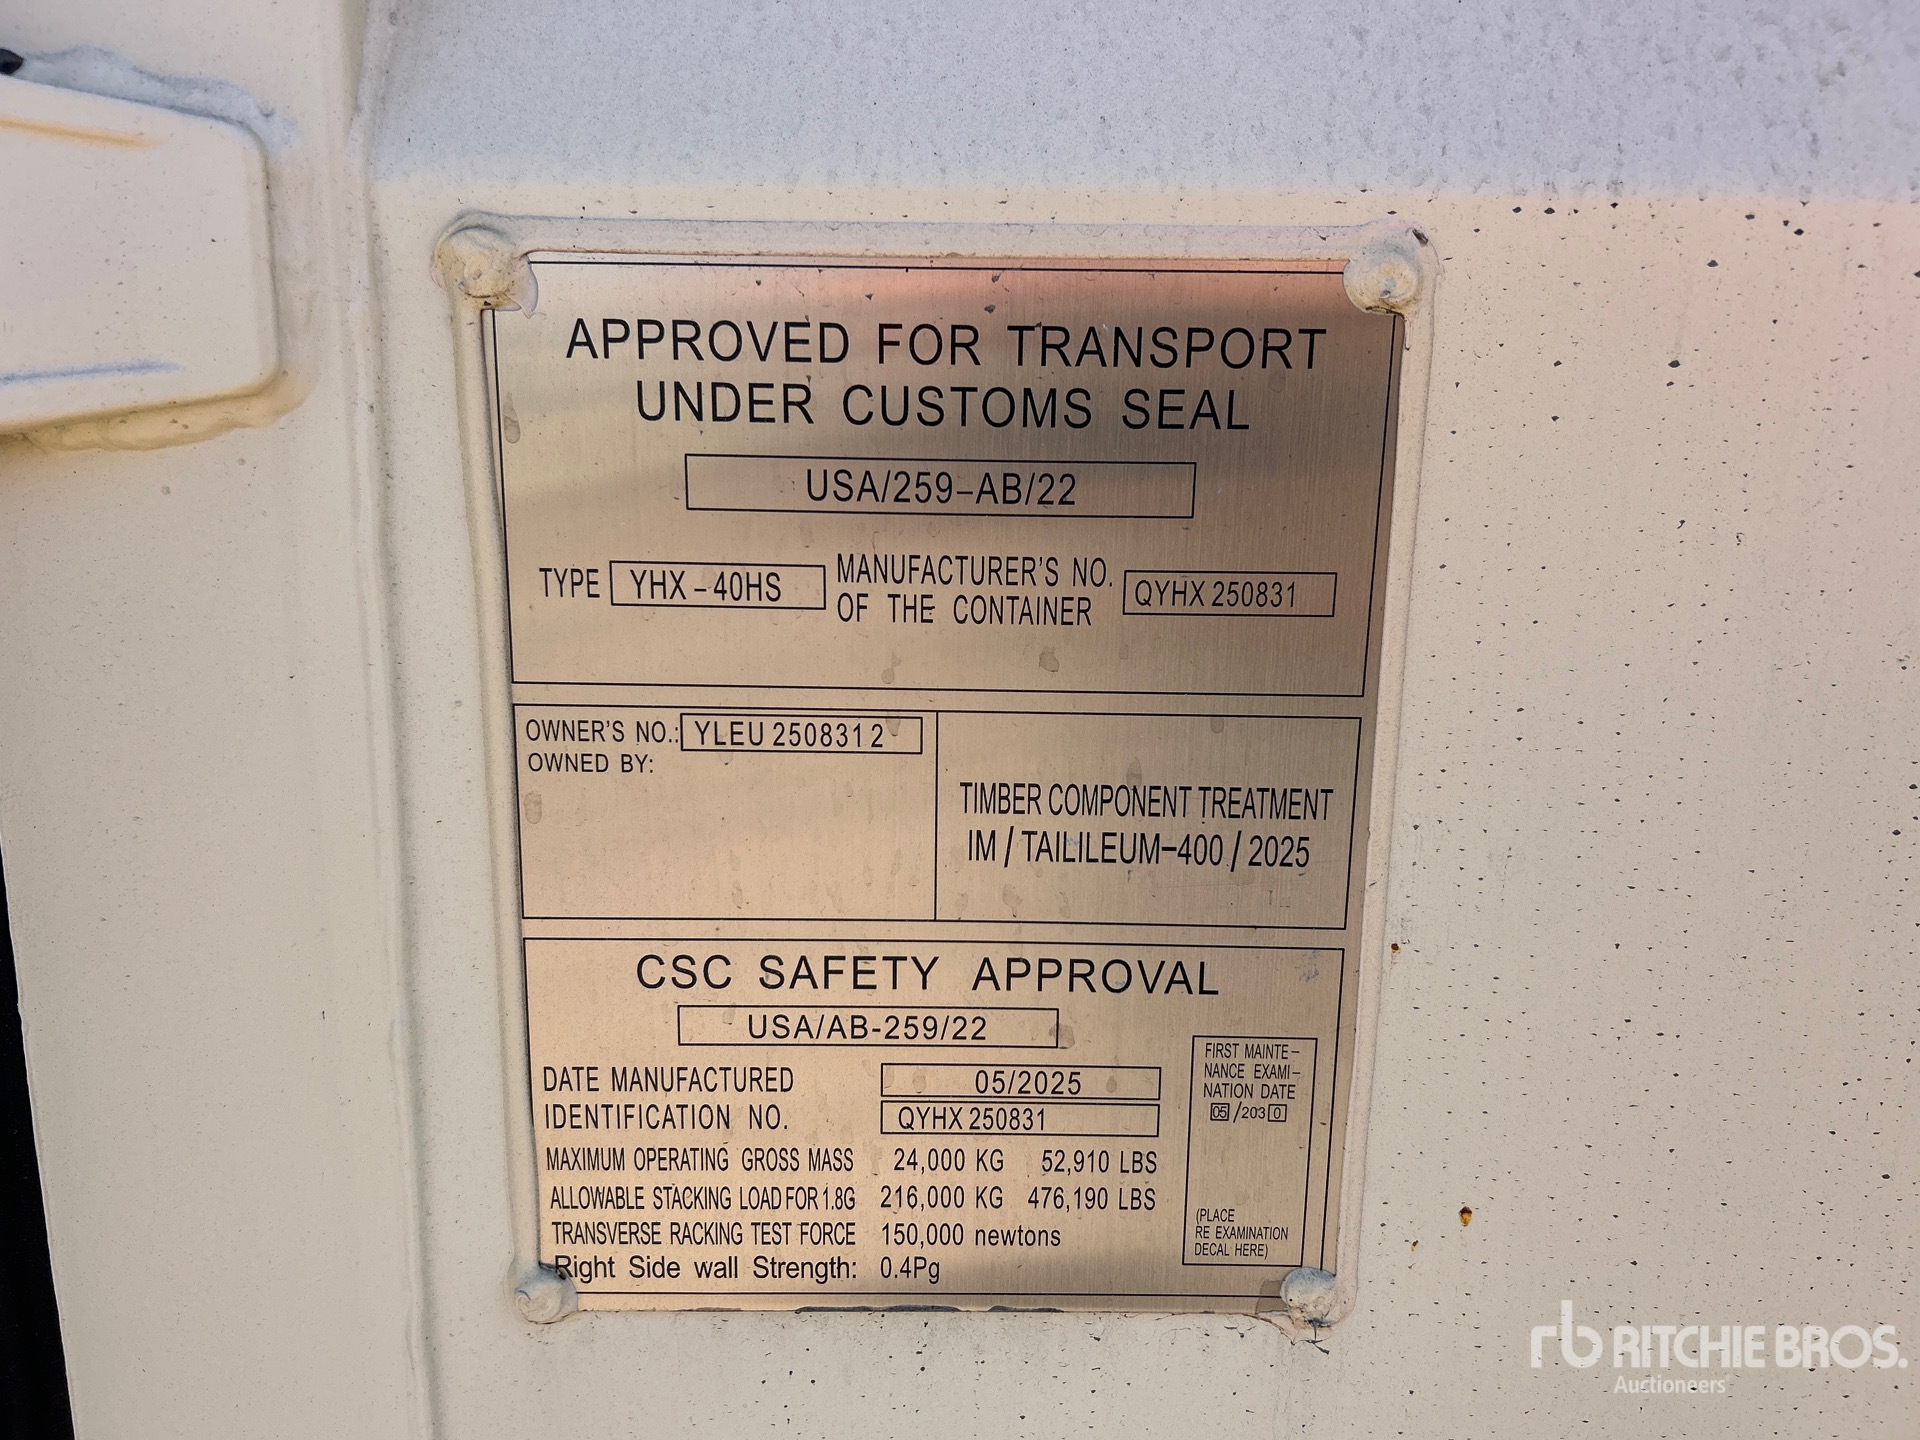 APPROVED FOR TRANSPORT
UNDER CUSTOMS SEAL
USA/259-AB/22
TYPE YHX-40HS MANUFACTURER'S NO. OF THE CONTAINER QYHX 250831
OWNER'S NO.: YLEU 250831 2
OWNED BY:
TIMBER COMPONENT TREATMENT
IM / TAILILEUM-400 / 2025
CSC SAFETY APPROVAL
USA/AB-259/22
DATE MANUFACTURED 05/2025
IDENTIFICATION NO. QYHX 250831
MAXIMUM OPERATING GROSS MASS 24,000 KG 52,910 LBS
ALLOWABLE STACKING LOAD FOR 1.8G 216,000 KG 476,190 LBS
TRANSVERSE RACKING TEST FORCE 150,000 newtons
Right Side wall Strength: 0.4Pg
FIRST MAINTE-
NANCE EXAMI-
NATION DATE
05/2030
(PLACE
RE EXAMINATION
DECAL HERE)
rb RITCHIE BROS.
Auctioneers